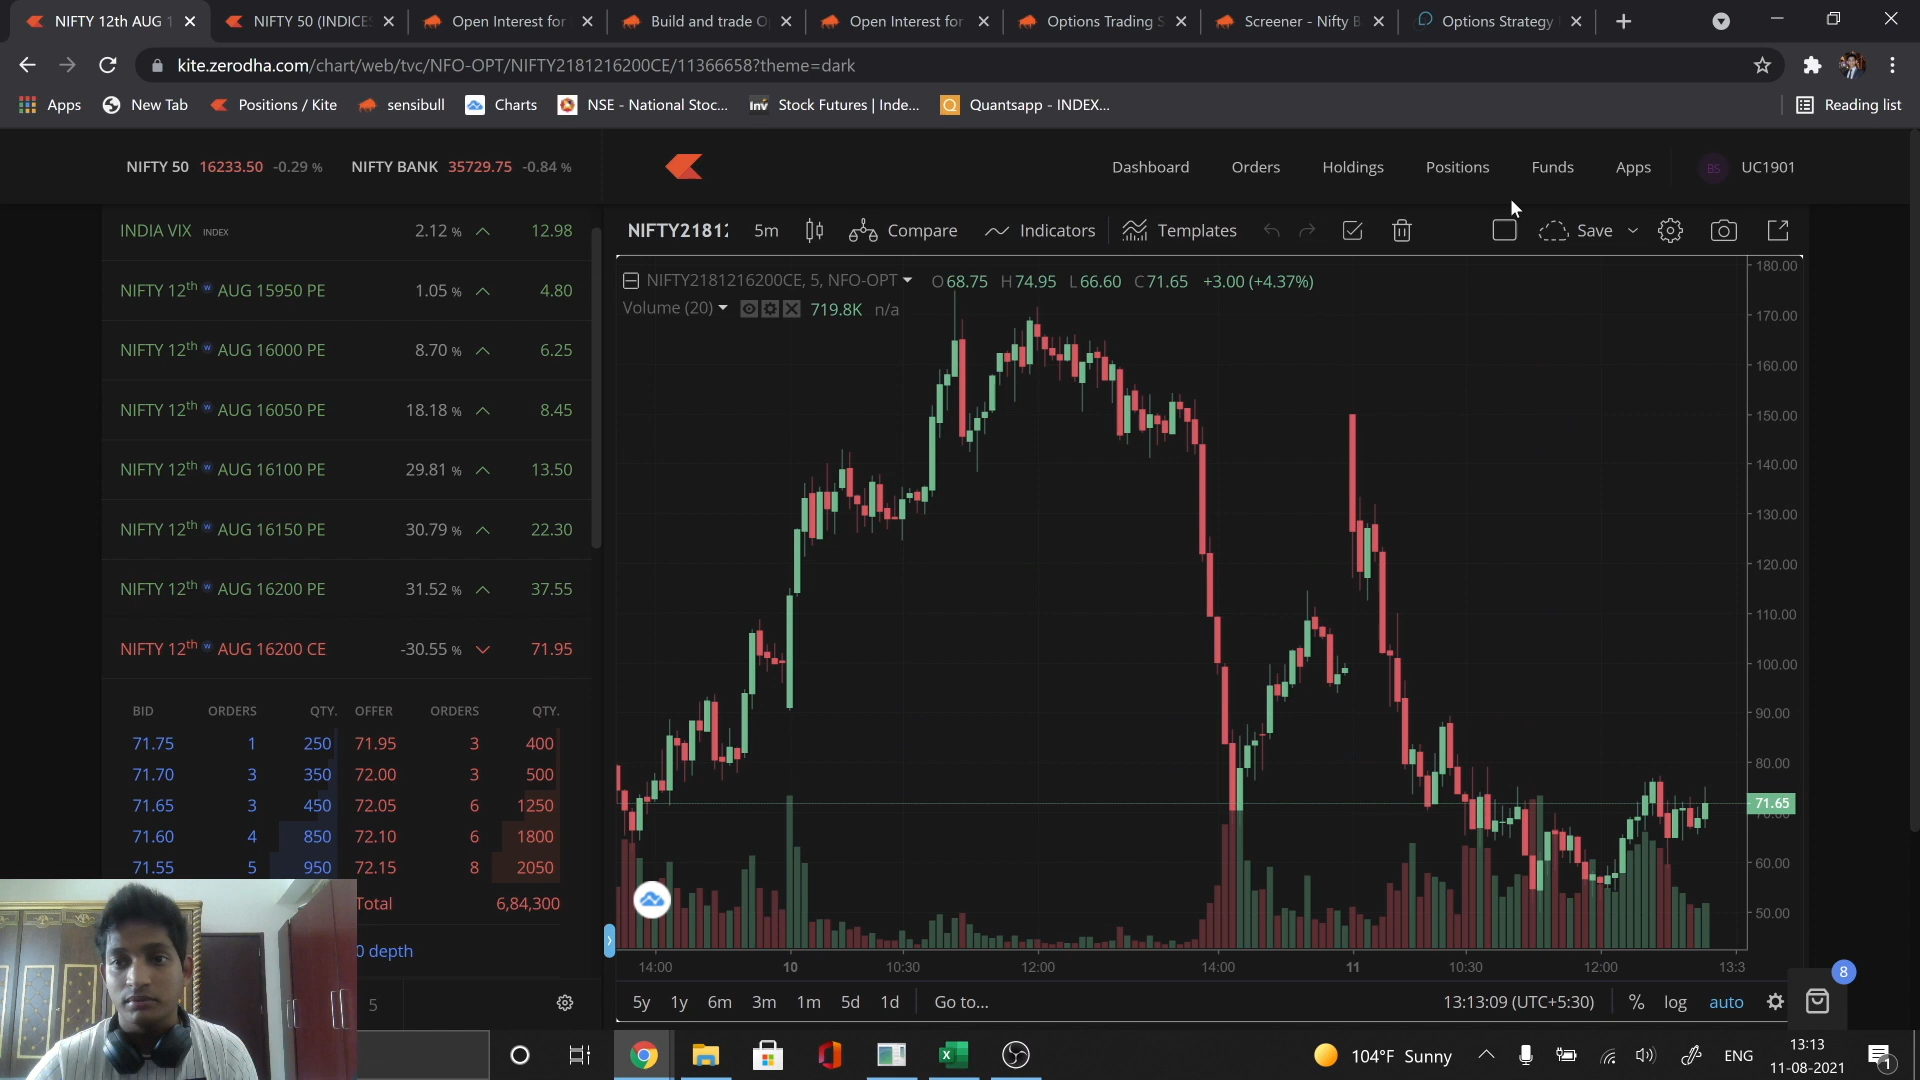 NIFTY 12th AUG 1
NIFTY 50 (INDICES
Open Interest for
Build and trade O
Open Interest for
Options Trading S
Screener - Nifty B
Options Strategy
kite.zerodha.com/chart/web/tvc/NFO-OPT/NIFTY2181216200CE/11366658?theme=dark
Apps
New Tab
Positions / Kite
sensibull
Charts
NSE - National Stoc...
Inv Stock Futures | Inde...
Quantsapp - INDEX...
Reading list
NIFTY 50 16233.50 -0.29 %
NIFTY BANK 35729.75 -0.84 %
Dashboard
Orders
Holdings
Positions
Funds
Apps
BS UC1901
INDIA VIX INDEX 2.12 % 12.98
NIFTY 12th w AUG 15950 PE 1.05 % 4.80
NIFTY 12th w AUG 16000 PE 8.70 % 6.25
NIFTY 12th w AUG 16050 PE 18.18 % 8.45
NIFTY 12th w AUG 16100 PE 29.81 % 13.50
NIFTY 12th w AUG 16150 PE 30.79 % 22.30
NIFTY 12th w AUG 16200 PE 31.52 % 37.55
NIFTY 12th w AUG 16200 CE -30.55 % 71.95
BID ORDERS QTY. OFFER ORDERS QTY.
71.75 1 250 71.95 3 400
71.70 3 350 72.00 3 500
71.65 3 450 72.05 6 1250
71.60 4 850 72.10 6 1800
71.55 5 950 72.15 8 2050
Total 6,84,300
0 depth
5
NIFTY2181
5m
Compare
Indicators
Templates
Save
NIFTY2181216200CE, 5, NFO-OPT O68.75 H74.95 L66.60 C71.65 +3.00 (+4.37%)
Volume (20) 719.8K n/a
180.00
170.00
160.00
150.00
140.00
130.00
120.00
110.00
100.00
90.00
80.00
71.65
70.00
60.00
50.00
14:00 10 10:30 12:00 14:00 11 10:30 12:00 13:3
8
5y 1y 6m 3m 1m 5d 1d Go to... 13:13:09 (UTC+5:30) % log auto
104°F Sunny
ENG
13:13
11-08-2021
1